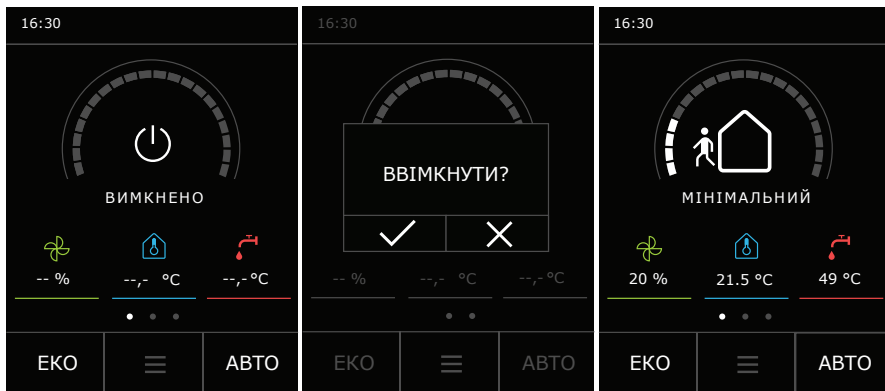 16:30
ВИМКНЕНО
-- %
--,- °C
--,- °C
ЕКО
АВТО
16:30
ВВІМКНУТИ?
-- %
--,- °C
--,- °C
ЕКО
АВТО
16:30
МІНІМАЛЬНИЙ
20 %
21.5 °C
49 °C
ЕКО
АВТО